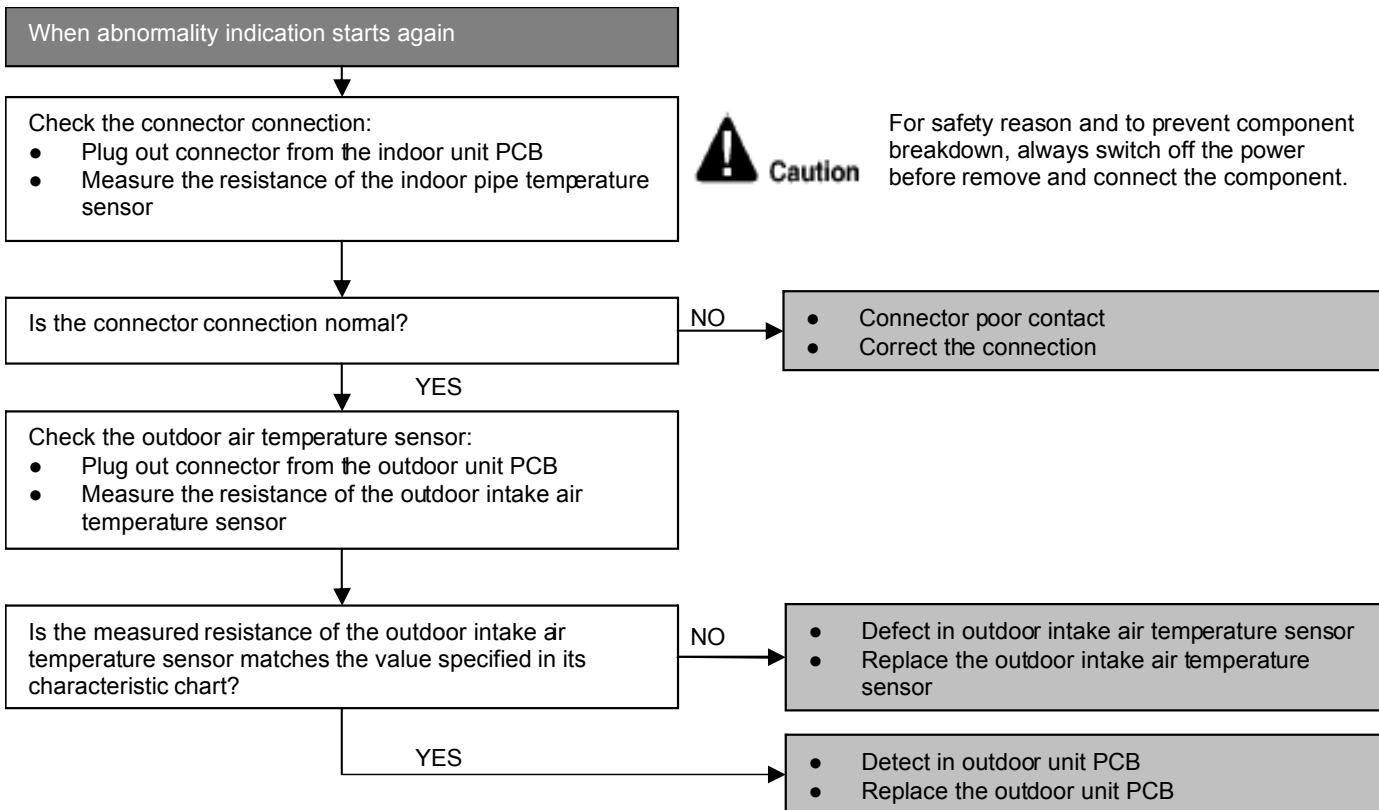 When abnormality indication starts again
Check the connector connection:
● Plug out connector from the indoor unit PCB
● Measure the resistance of the indoor pipe temperature
sensor
Caution
For safety reason and to prevent component
breakdown, always switch off the power
before remove and connect the component.
Is the connector connection normal?
NO
● Connector poor contact
● Correct the connection
YES
Check the outdoor air temperature sensor:
● Plug out connector from the outdoor unit PCB
● Measure the resistance of the outdoor intake air
temperature sensor
Is the measured resistance of the outdoor intake air
temperature sensor matches the value specified in its
characteristic chart?
NO
● Defect in outdoor intake air temperature sensor
● Replace the outdoor intake air temperature
sensor
YES
● Detect in outdoor unit PCB
● Replace the outdoor unit PCB